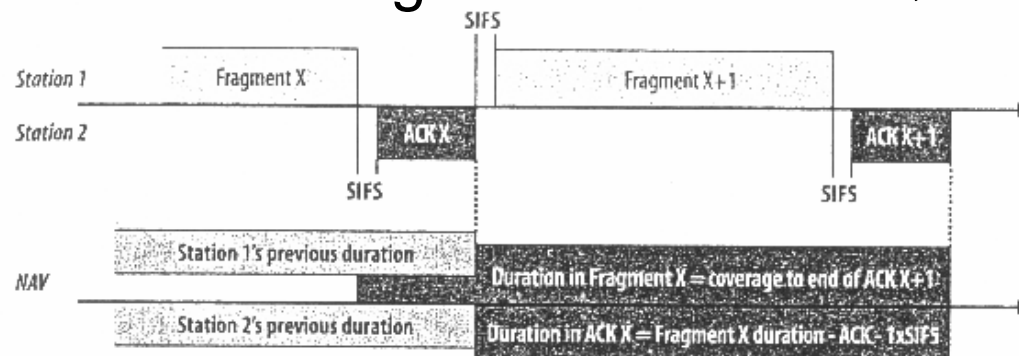 SIFS
Station 1
Fragment X
Fragment X+1
Station 2
ACK X
ACK X+1
SIFS
SIFS
Station 1's previous duration
NAV
Duration in Fragment X = coverage to end of ACK X+1
Station 2's previous duration
Duration in ACK X = Fragment X duration - ACK - 1xSIFS